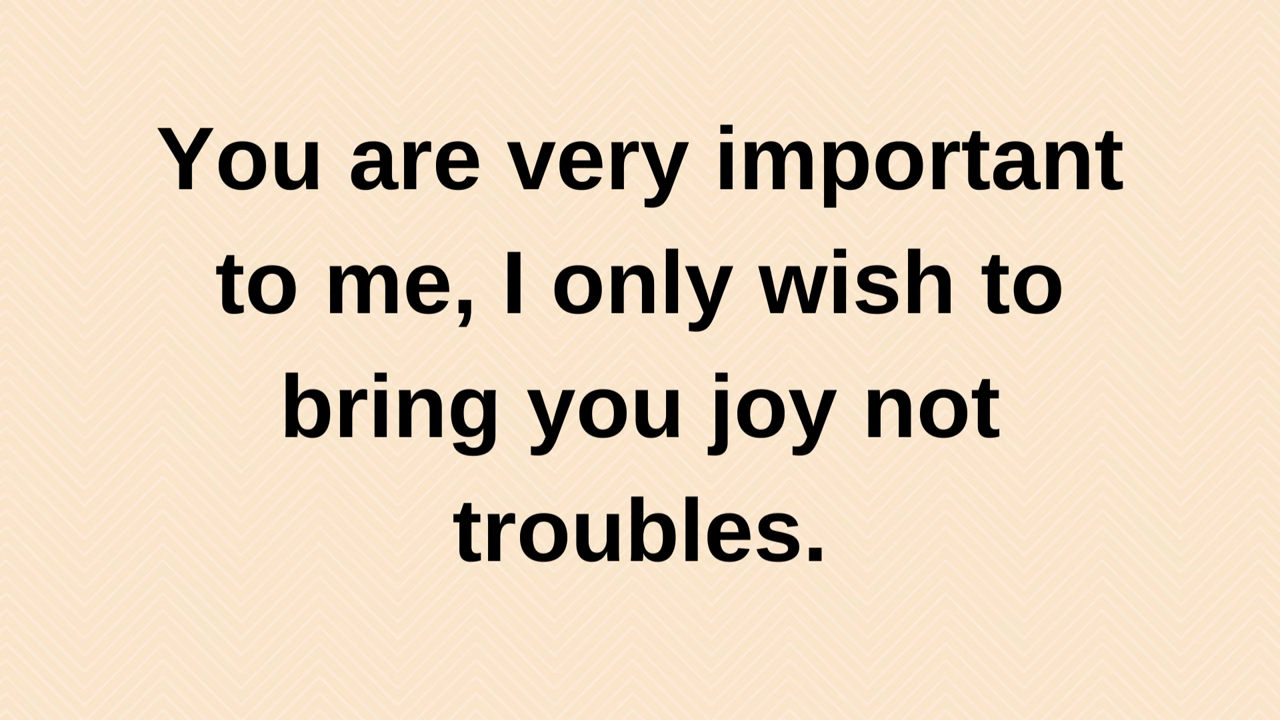 You are very important
to me, I only wish to
bring you joy not
troubles.